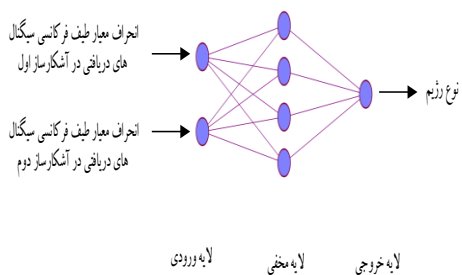 انحراف معیار طیف فرکانسی سیگنال
های دریافتی در آشکارساز اول
نوع رژیم
انحراف معیار طیف فرکانسی سیگنال
های دریافتی در آشکارساز دوم
لایه خروجی
لایه مخفی
لایه ورودی